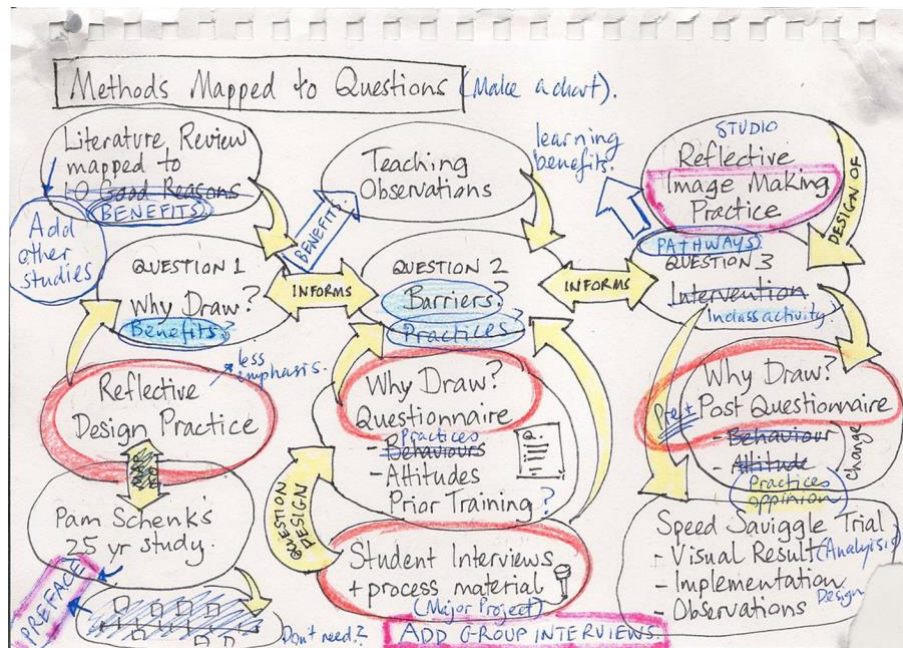 Methods Mapped to Questions (Make a chart).
Literature Review
mapped to
10 Good Reasons
BENEFITS
Add
other
studies
Teaching
Observations
learning
benefits.
STUDIO
Reflective
Image Making
Practice
DESIGN OF
BENEFIT?
QUESTION 1
Why Draw?
Benefits?
INFORMS
QUESTION 2
Barriers?
Practices?
INFORMS
PATHWAYS
QUESTION 3
Intervention
Inclass activity
less
emphasis.
Reflective
Design Practice
Why Draw?
Questionnaire
Practices
- Behaviours
- Attitudes
Prior Training?
Q.
QUESTION
DESIGN
Why Draw?
Pre+
Post Questionnaire
- Behaviour
- Attitude
Change
Practices
oppinion
Pam Schenk's
25 yr study.
PREFACE
Don't need?
Student Interviews
+ process material
(Major Project)
ADD GROUP INTERVIEWS.
Speed Squiggle Trial
- Visual Result (Analysis)
- Implementation
- Observations Design